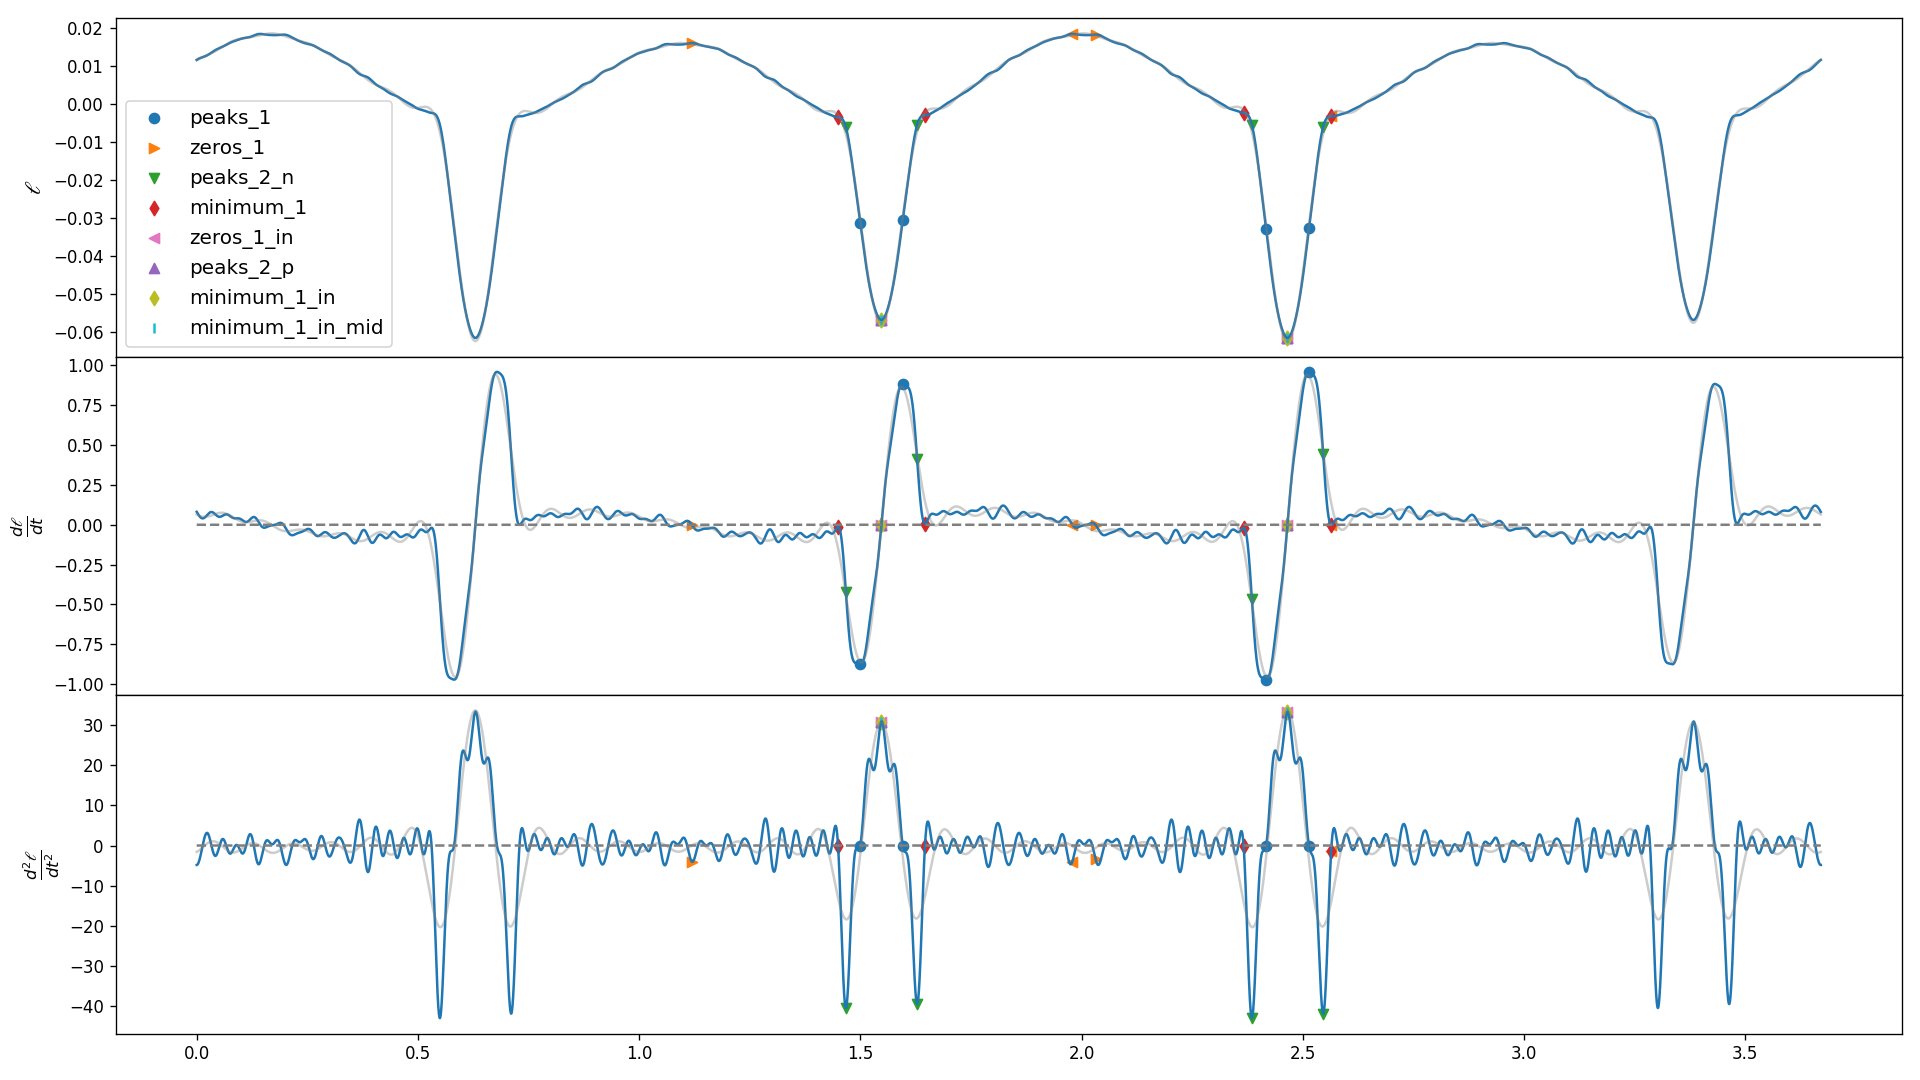 0.02
0.01
0.00
−0.01
−0.02
−0.03
−0.04
−0.05
−0.06
ℓ
peaks_1
zeros_1
peaks_2_n
minimum_1
zeros_1_in
peaks_2_p
minimum_1_in
minimum_1_in_mid
1.00
0.75
0.50
0.25
0.00
−0.25
−0.50
−0.75
−1.00
dℓ
dt
30
20
10
0
−10
−20
−30
−40
d²ℓ
dt²
0.0 0.5 1.0 1.5 2.0 2.5 3.0 3.5